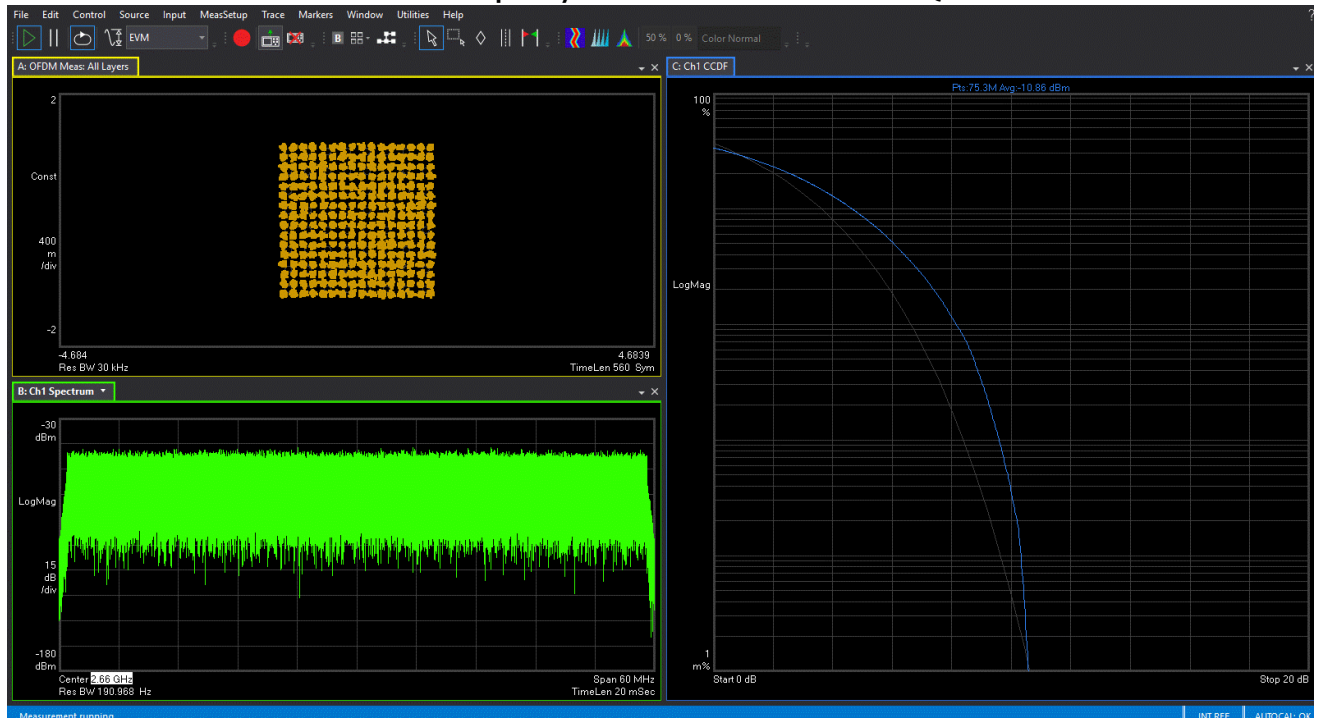 File Edit Control Source Input MeasSetup Trace Markers Window Utilities Help
?
EVM
B
50 % 0 % Color Normal
A: OFDM Meas: All Layers
2
Const
400
m
/div
-2
-4.684
4.6839
Res BW 30 kHz
TimeLen 560 Sym
B: Ch1 Spectrum
-30
dBm
LogMag
15
dB
/div
-180
dBm
Center 2.66 GHz
Span 60 MHz
Res BW 190.968 Hz
TimeLen 20 mSec
C: Ch1 CCDF
Pts:75.3M Avg:-10.86 dBm
100
%
LogMag
1
m%
Start 0 dB
Stop 20 dB
Measurement running
INT REF
AUTOCAL: OK